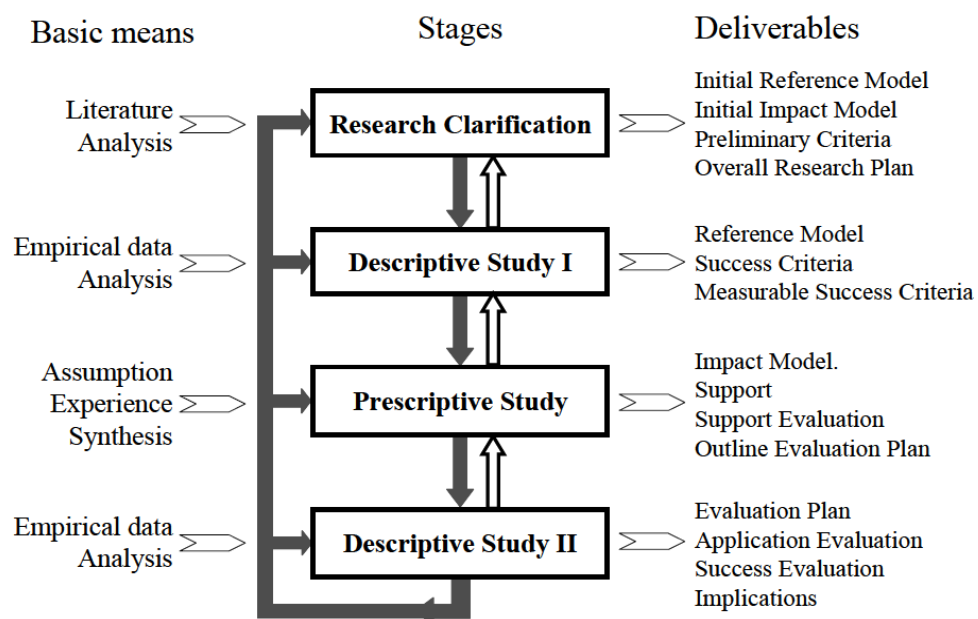 Basic means
Stages
Deliverables
Literature
Analysis
Research Clarification
Initial Reference Model
Initial Impact Model
Preliminary Criteria
Overall Research Plan
Empirical data
Analysis
Descriptive Study I
Reference Model
Success Criteria
Measurable Success Criteria
Assumption
Experience
Synthesis
Prescriptive Study
Impact Model.
Support
Support Evaluation
Outline Evaluation Plan
Empirical data
Analysis
Descriptive Study II
Evaluation Plan
Application Evaluation
Success Evaluation
Implications